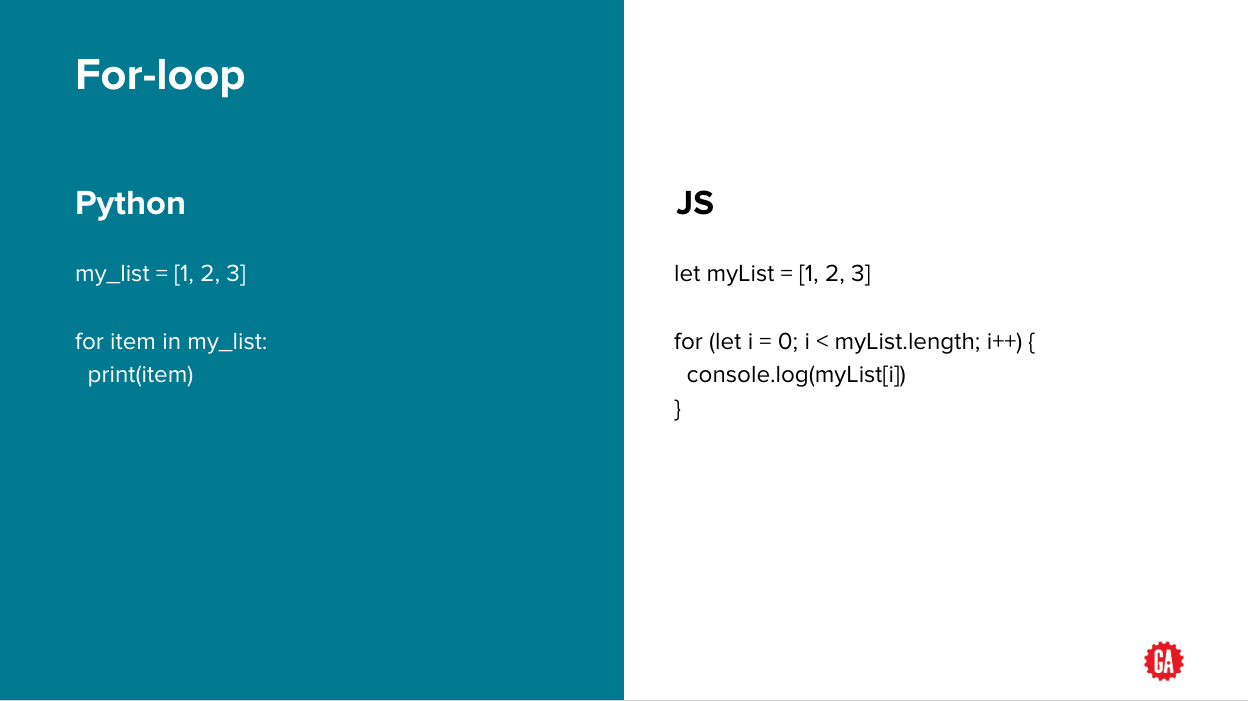 For-loop
Python
my_list = [1, 2, 3]
for item in my_list:
  print(item)
JS
let myList = [1, 2, 3]
for (let i = 0; i < myList.length; i++) {
  console.log(myList[i])
}
GA